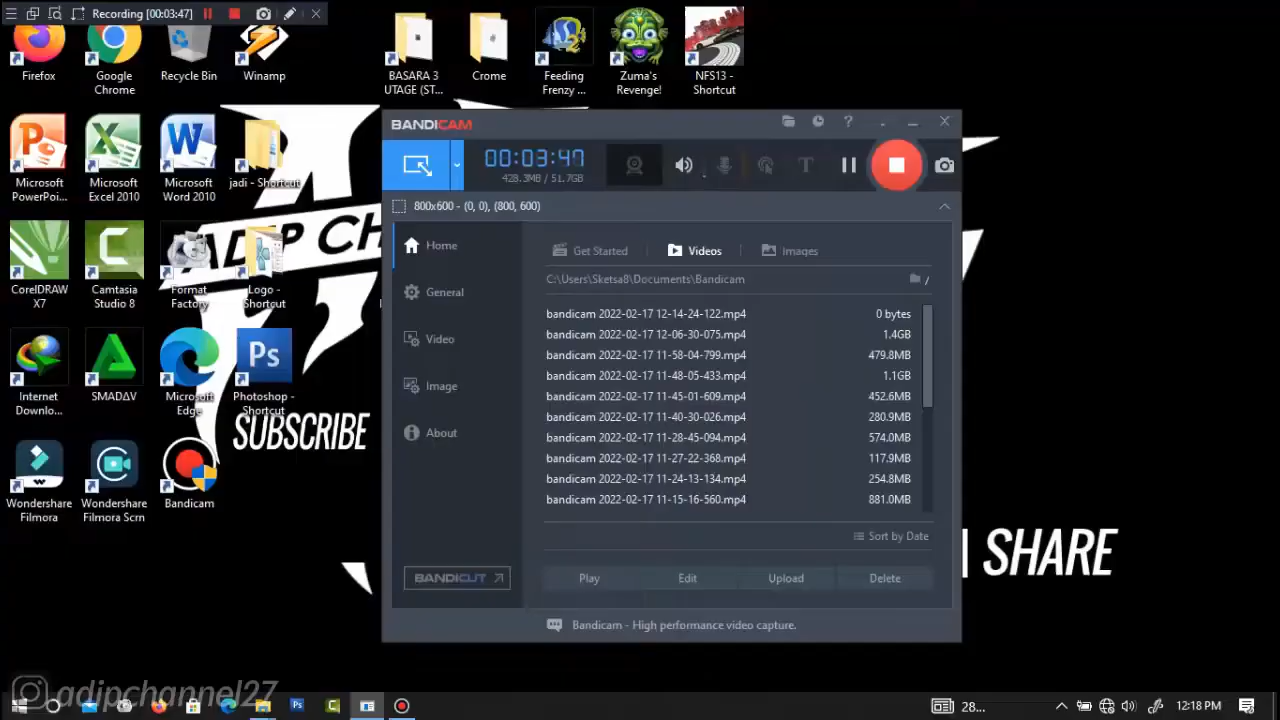 Recording [00:03:47]
Firefox
Google
Chrome
Recycle Bin
Winamp
BASARA 3
UTAGE (ST...
Crome
Feeding
Frenzy ...
Zuma's
Revenge!
NFS13 -
Shortcut
Microsoft
PowerPoi...
Microsoft
Excel 2010
Microsoft
Word 2010
jadi - Shortcut
CorelDRAW
X7
Camtasia
Studio 8
Format
Factory
Logo -
Shortcut
Internet
Downlo...
SMADΔV
Microsoft
Edge
Photoshop -
Shortcut
Wondershare
Filmora
Wondershare
Filmora Scrn
Bandicam
ADIP CH
SUBSCRIBE
SHARE
BANDICAM
00:03:47
428.3MB / 51.7GB
800x600 - (0, 0), (800, 600)
Home
General
Video
Image
About
BANDICUT
Get Started
Videos
Images
C:\Users\Sketsa8\Documents\Bandicam
bandicam 2022-02-17 12-14-24-122.mp4 0 bytes
bandicam 2022-02-17 12-06-30-075.mp4 1.4GB
bandicam 2022-02-17 11-58-04-799.mp4 479.8MB
bandicam 2022-02-17 11-48-05-433.mp4 1.1GB
bandicam 2022-02-17 11-45-01-609.mp4 452.6MB
bandicam 2022-02-17 11-40-30-026.mp4 280.9MB
bandicam 2022-02-17 11-28-45-094.mp4 574.0MB
bandicam 2022-02-17 11-27-22-368.mp4 117.9MB
bandicam 2022-02-17 11-24-13-134.mp4 254.8MB
bandicam 2022-02-17 11-15-16-560.mp4 881.0MB
Sort by Date
Play Edit Upload Delete
Bandicam - High performance video capture.
adipchannel27
28...
12:18 PM